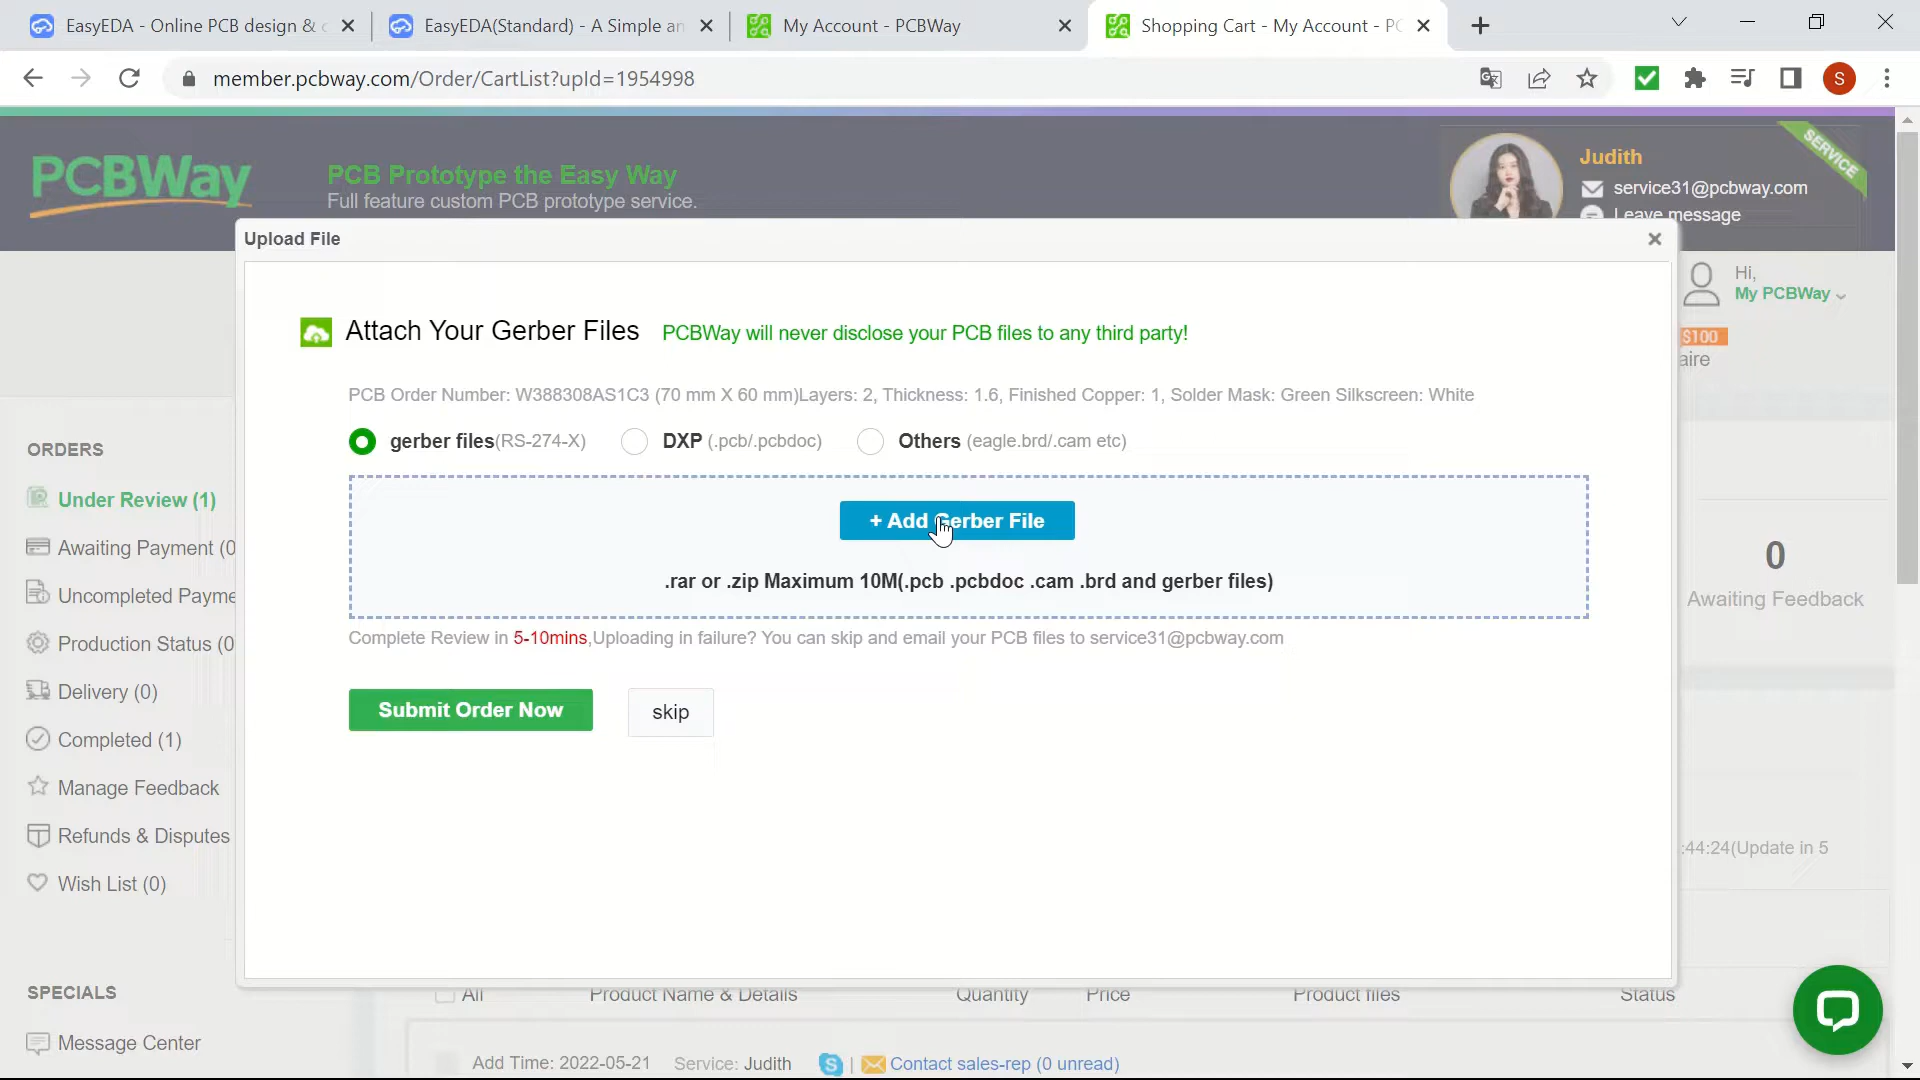 EasyEDA - Online PCB design &
EasyEDA(Standard) - A Simple an
My Account - PCBWay
Shopping Cart - My Account - PC
member.pcbway.com/Order/CartList?upId=1954998
S
PCBWay
PCB Prototype the Easy Way
Full feature custom PCB prototype service.
SERVICE
Judith
service31@pcbway.com
Leave message
Upload File
Hi,
My PCBWay
$100
aire
Attach Your Gerber Files PCBWay will never disclose your PCB files to any third party!
PCB Order Number: W388308AS1C3 (70 mm X 60 mm)Layers: 2, Thickness: 1.6, Finished Copper: 1, Solder Mask: Green Silkscreen: White
gerber files(RS-274-X) DXP (.pcb/.pcbdoc) Others (eagle.brd/.cam etc)
+ Add Gerber File
.rar or .zip Maximum 10M(.pcb .pcbdoc .cam .brd and gerber files)
Complete Review in 5-10mins,Uploading in failure? You can skip and email your PCB files to service31@pcbway.com
Submit Order Now
skip
ORDERS
Under Review (1)
Awaiting Payment (0
Uncompleted Payme
Production Status (0
Delivery (0)
Completed (1)
Manage Feedback
Refunds & Disputes
Wish List (0)
SPECIALS
Message Center
0
Awaiting Feedback
:44:24(Update in 5
All Product Name & Details Quantity Price Product files Status
Add Time: 2022-05-21 Service: Judith S | Contact sales-rep (0 unread)